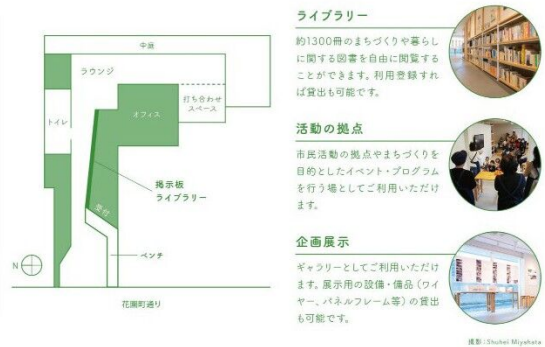 中庭
ラウンジ
トイレ
オフィス
打ち合わせ
スペース
掲示板
ライブラリー
受付
ベンチ
N
花園町通り
ライブラリー
約1300冊のまちづくりや暮らし
に関する図書を自由に閲覧する
ことができます。利用登録すれ
ば貸出も可能です。
活動の拠点
市民活動の拠点やまちづくりを
目的としたイベント・プログラム
を行う場としてご利用いただけ
ます。
企画展示
ギャラリーとしてご利用いただけ
ます。展示用の設備・備品（ワイ
ヤー、パネルフレーム等）の貸出
も可能です。
撮影：Shuhei Miyakata